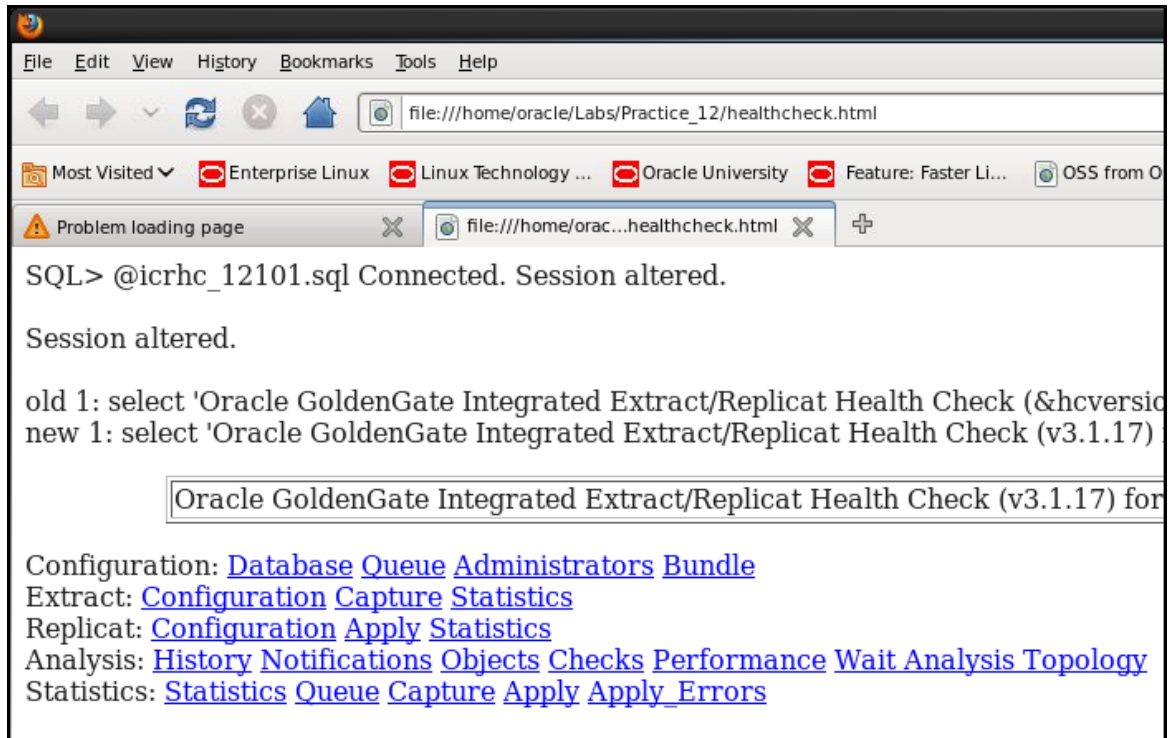 File Edit View History Bookmarks Tools Help
file:///home/oracle/Labs/Practice_12/healthcheck.html
Most Visited Enterprise Linux Linux Technology ... Oracle University Feature: Faster Li... OSS from O
Problem loading page file:///home/orac...healthcheck.html
SQL> @icrhc_12101.sql Connected. Session altered.
Session altered.
old 1: select 'Oracle GoldenGate Integrated Extract/Replicat Health Check (&hcversio
new 1: select 'Oracle GoldenGate Integrated Extract/Replicat Health Check (v3.1.17)
Oracle GoldenGate Integrated Extract/Replicat Health Check (v3.1.17) for
Configuration: Database Queue Administrators Bundle
Extract: Configuration Capture Statistics
Replicat: Configuration Apply Statistics
Analysis: History Notifications Objects Checks Performance Wait Analysis Topology
Statistics: Statistics Queue Capture Apply Apply_Errors